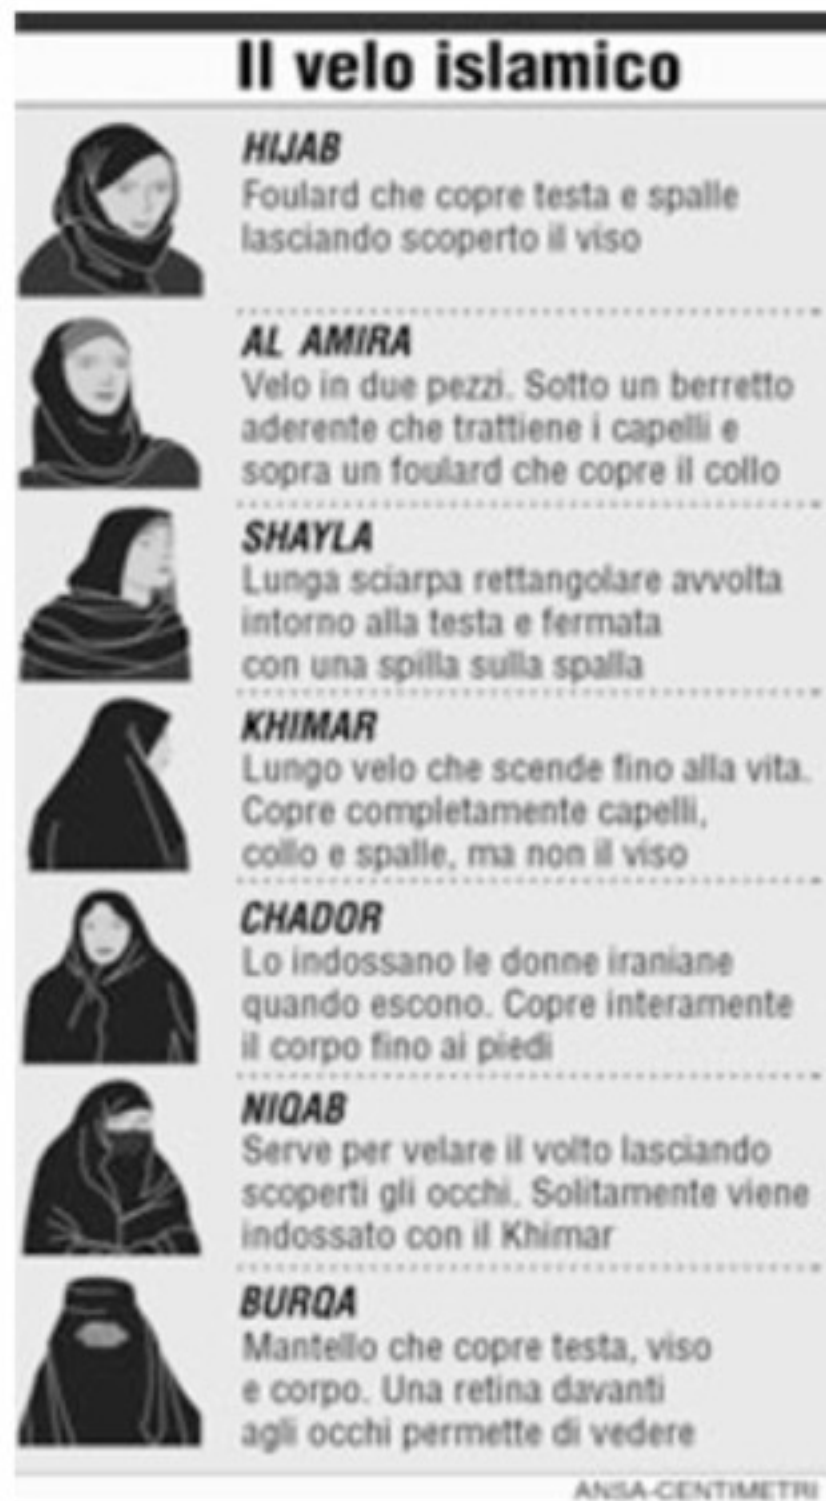 Il velo islamico
HIJAB
Foulard che copre testa e spalle
lasciando scoperto il viso
AL AMIRA
Velo in due pezzi. Sotto un berretto
aderente che trattiene i capelli e
sopra un foulard che copre il collo
SHAYLA
Lunga sciarpa rettangolare avvolta
intorno alla testa e fermata
con una spilla sulla spalla
KHIMAR
Lungo velo che scende fino alla vita.
Copre completamente capelli,
collo e spalle, ma non il viso
CHADOR
Lo indossano le donne iraniane
quando escono. Copre interamente
il corpo fino ai piedi
NIQAB
Serve per velare il volto lasciando
scoperti gli occhi. Solitamente viene
indossato con il Khimar
BURQA
Mantello che copre testa, viso
e corpo. Una retina davanti
agli occhi permette di vedere
ANSA-CENTIMETRI